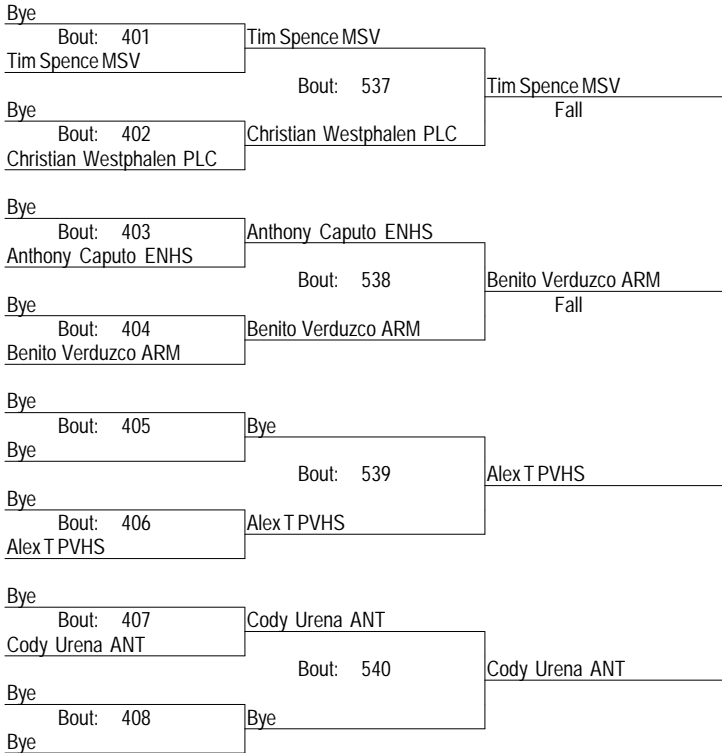 Bye
Bout: 401 Tim Spence MSV
Tim Spence MSV
Bout: 537 Tim Spence MSV
Bye Fall
Bout: 402 Christian Westphalen PLC
Christian Westphalen PLC
Bye
Bout: 403 Anthony Caputo ENHS
Anthony Caputo ENHS
Bout: 538 Benito Verduzco ARM
Bye Fall
Bout: 404 Benito Verduzco ARM
Benito Verduzco ARM
Bye
Bout: 405 Bye
Bye
Bout: 539 Alex T PVHS
Bye
Bout: 406 Alex T PVHS
Alex T PVHS
Bye
Bout: 407 Cody Urena ANT
Cody Urena ANT
Bout: 540 Cody Urena ANT
Bye
Bout: 408 Bye
Bye